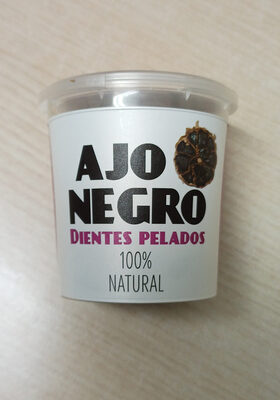 AJO
NEGRO
DIENTES PELADOS
100%
NATURAL